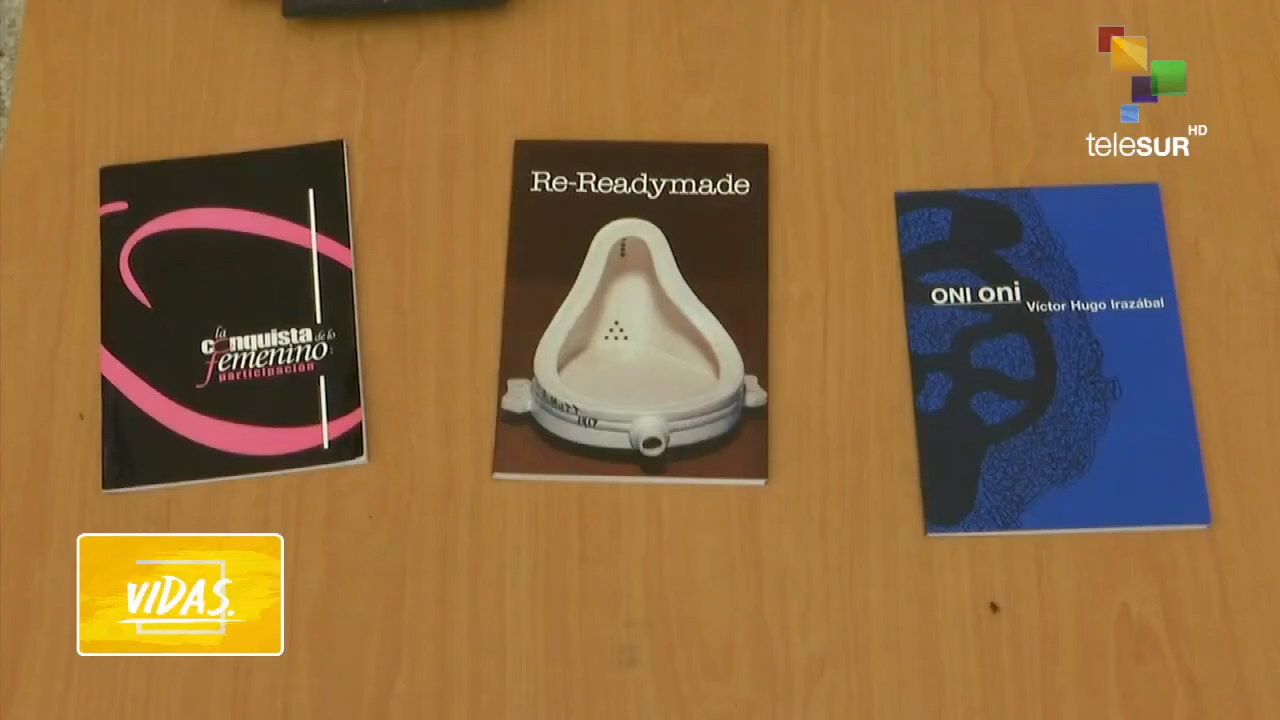 teleSUR HD
la
conquista de lo
femenino
participación
Re-Readymade
R. MUTT
1917
ONI oni
Víctor Hugo Irazábal
VIDAS.